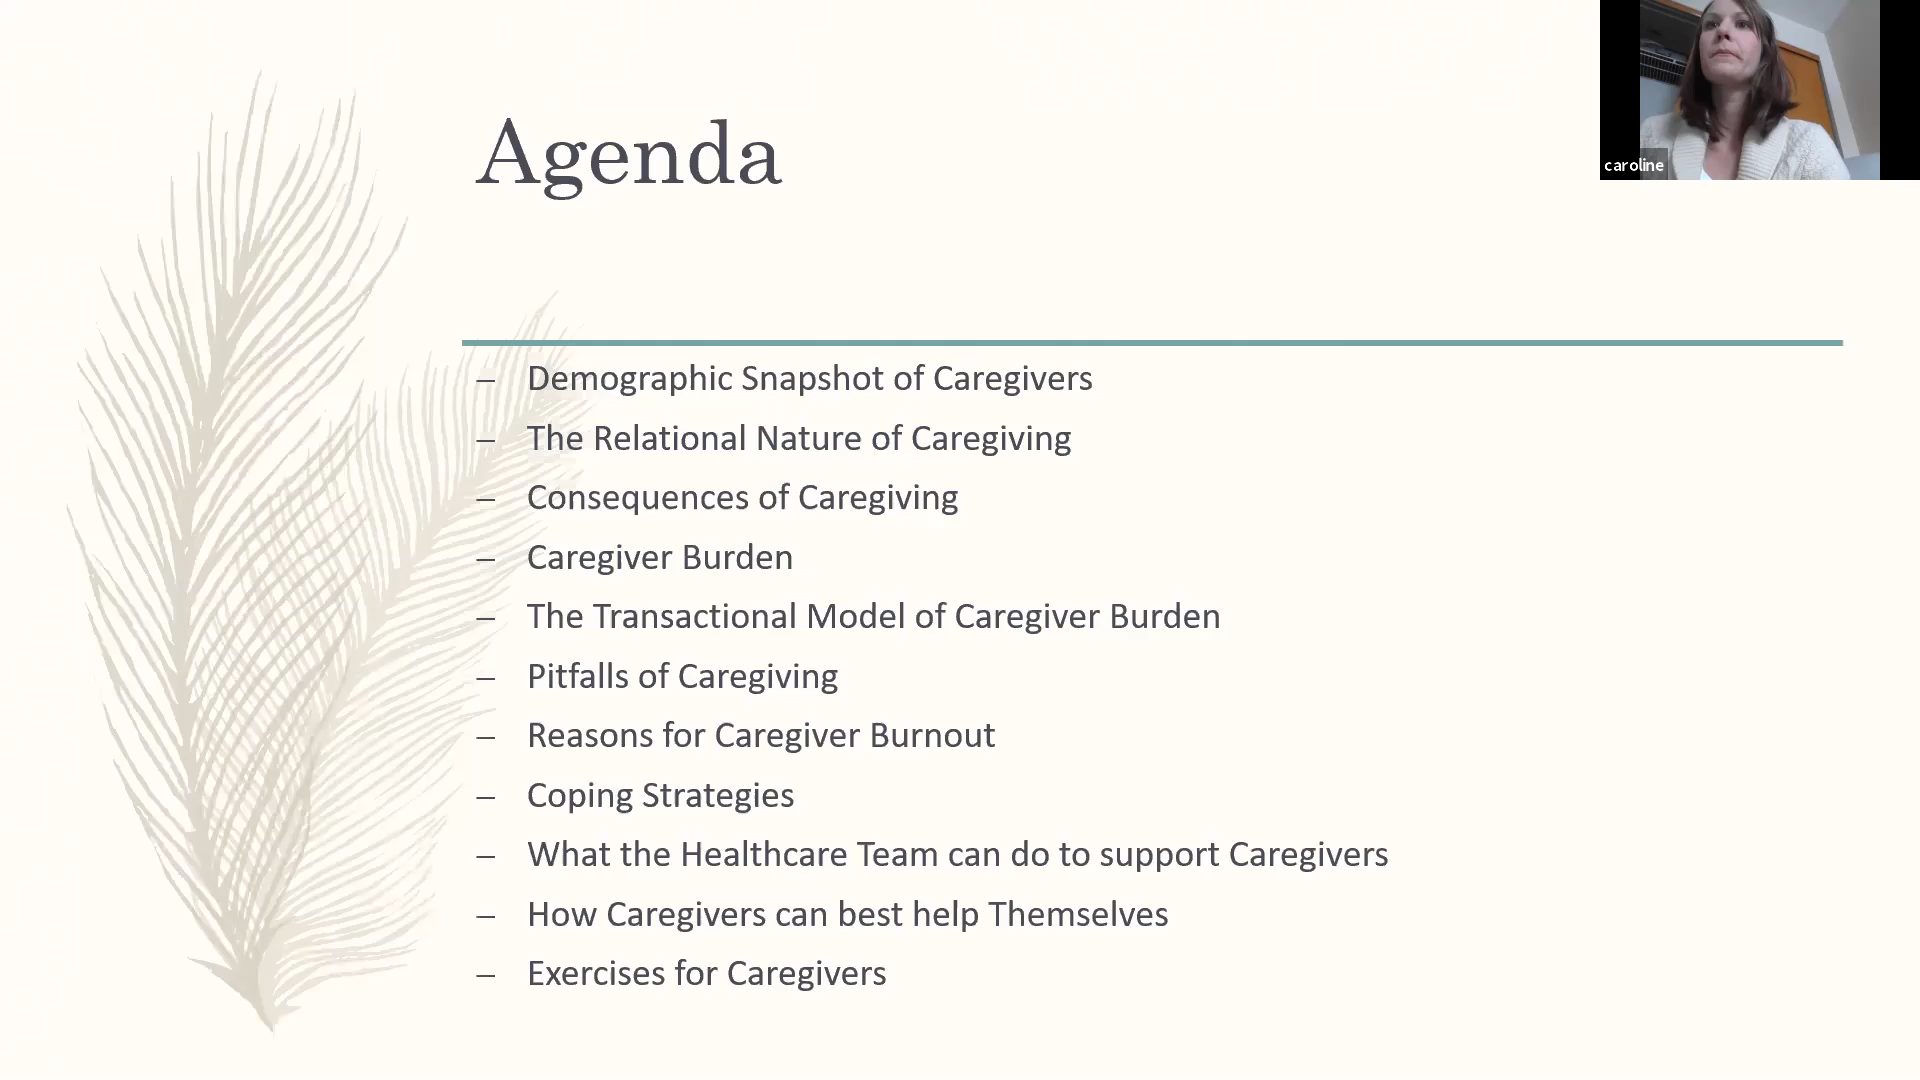 Agenda
caroline
– Demographic Snapshot of Caregivers
– The Relational Nature of Caregiving
– Consequences of Caregiving
– Caregiver Burden
– The Transactional Model of Caregiver Burden
– Pitfalls of Caregiving
– Reasons for Caregiver Burnout
– Coping Strategies
– What the Healthcare Team can do to support Caregivers
– How Caregivers can best help Themselves
– Exercises for Caregivers